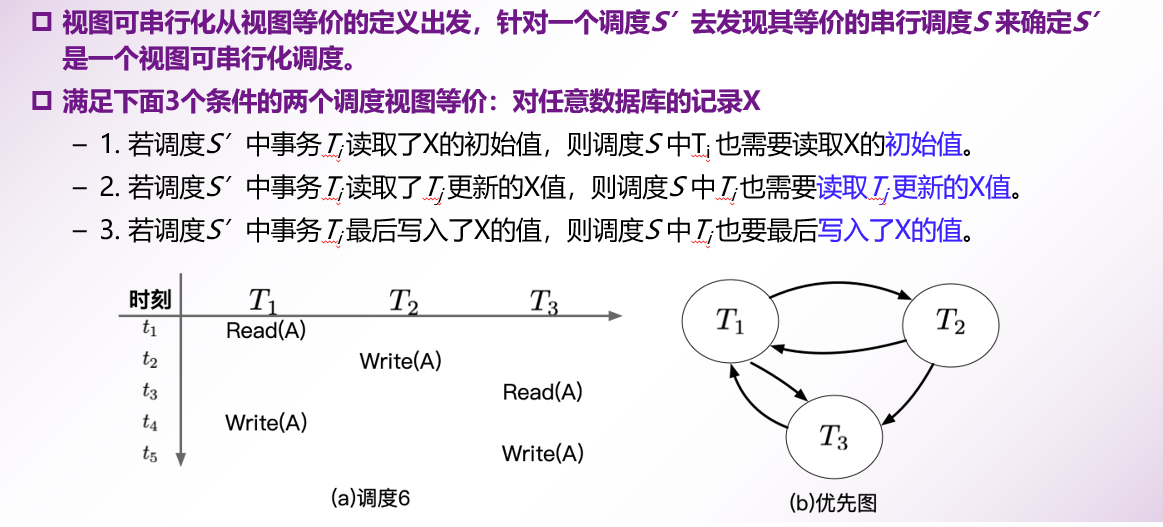 视图可串行化从视图等价的定义出发，针对一个调度S′去发现其等价的串行调度S来确定S′
是一个视图可串行化调度。
满足下面3个条件的两个调度视图等价：对任意数据库的记录X
– 1. 若调度S′中事务Ti读取了X的初始值，则调度S中Ti也需要读取X的初始值。
– 2. 若调度S′中事务Ti读取了Tj更新的X值，则调度S中Ti也需要读取Tj更新的X值。
– 3. 若调度S′中事务Ti最后写入了X的值，则调度S中Ti也要最后写入了X的值。
时刻 T1 T2 T3
t1 Read(A)
t2 Write(A)
t3 Read(A)
t4 Write(A)
t5 Write(A)
(a)调度6
T1
T2
T3
(b)优先图